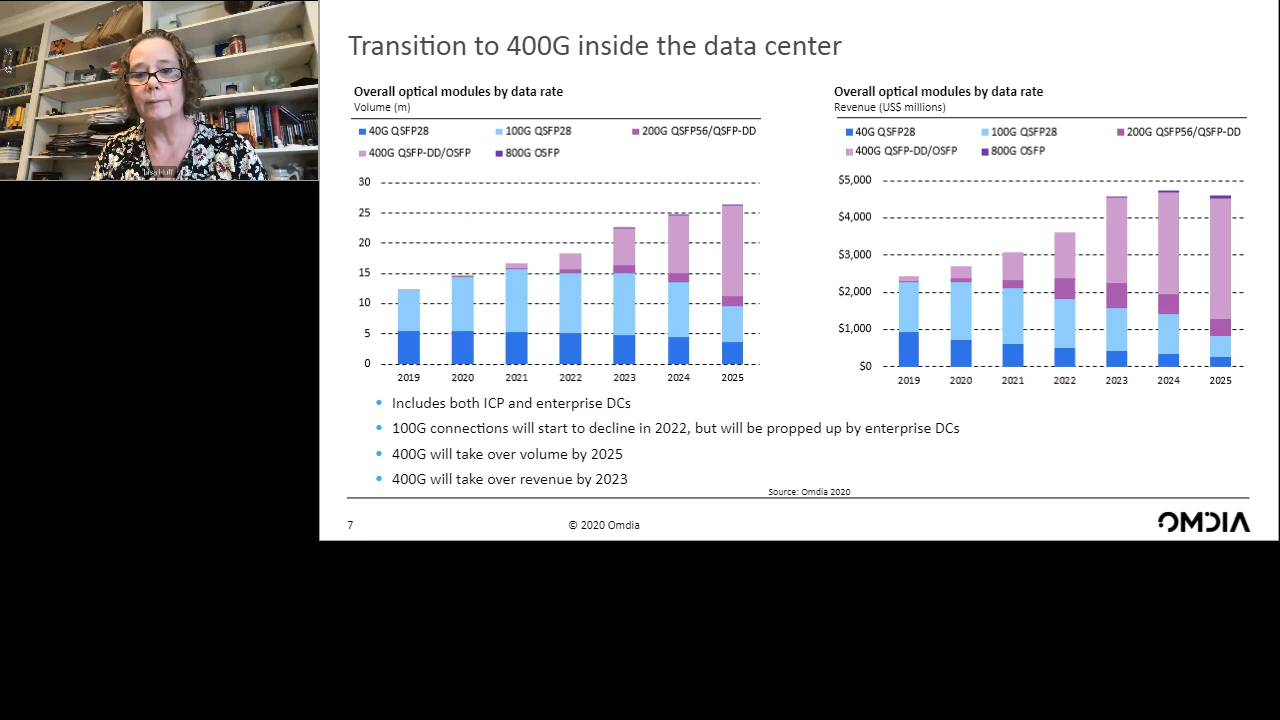 Transition to 400G inside the data center
Overall optical modules by data rate
Volume (m)
40G QSFP28
100G QSFP28
200G QSFP56/QSFP-DD
400G QSFP-DD/OSFP
800G OSFP
30
25
20
15
10
5
0
2019
2020
2021
2022
2023
2024
2025
Overall optical modules by data rate
Revenue (US$ millions)
40G QSFP28
100G QSFP28
200G QSFP56/QSFP-DD
400G QSFP-DD/OSFP
800G OSFP
$5,000
$4,000
$3,000
$2,000
$1,000
$0
2019
2020
2021
2022
2023
2024
2025
Includes both ICP and enterprise DCs
100G connections will start to decline in 2022, but will be propped up by enterprise DCs
400G will take over volume by 2025
400G will take over revenue by 2023
Source: Omdia 2020
7
© 2020 Omdia
OMDIA
Lisa Huff